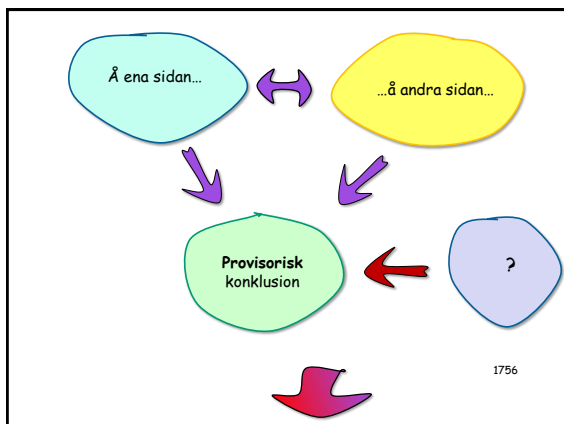 Å ena sidan…
…å andra sidan…
Provisorisk
konklusion
?
1756